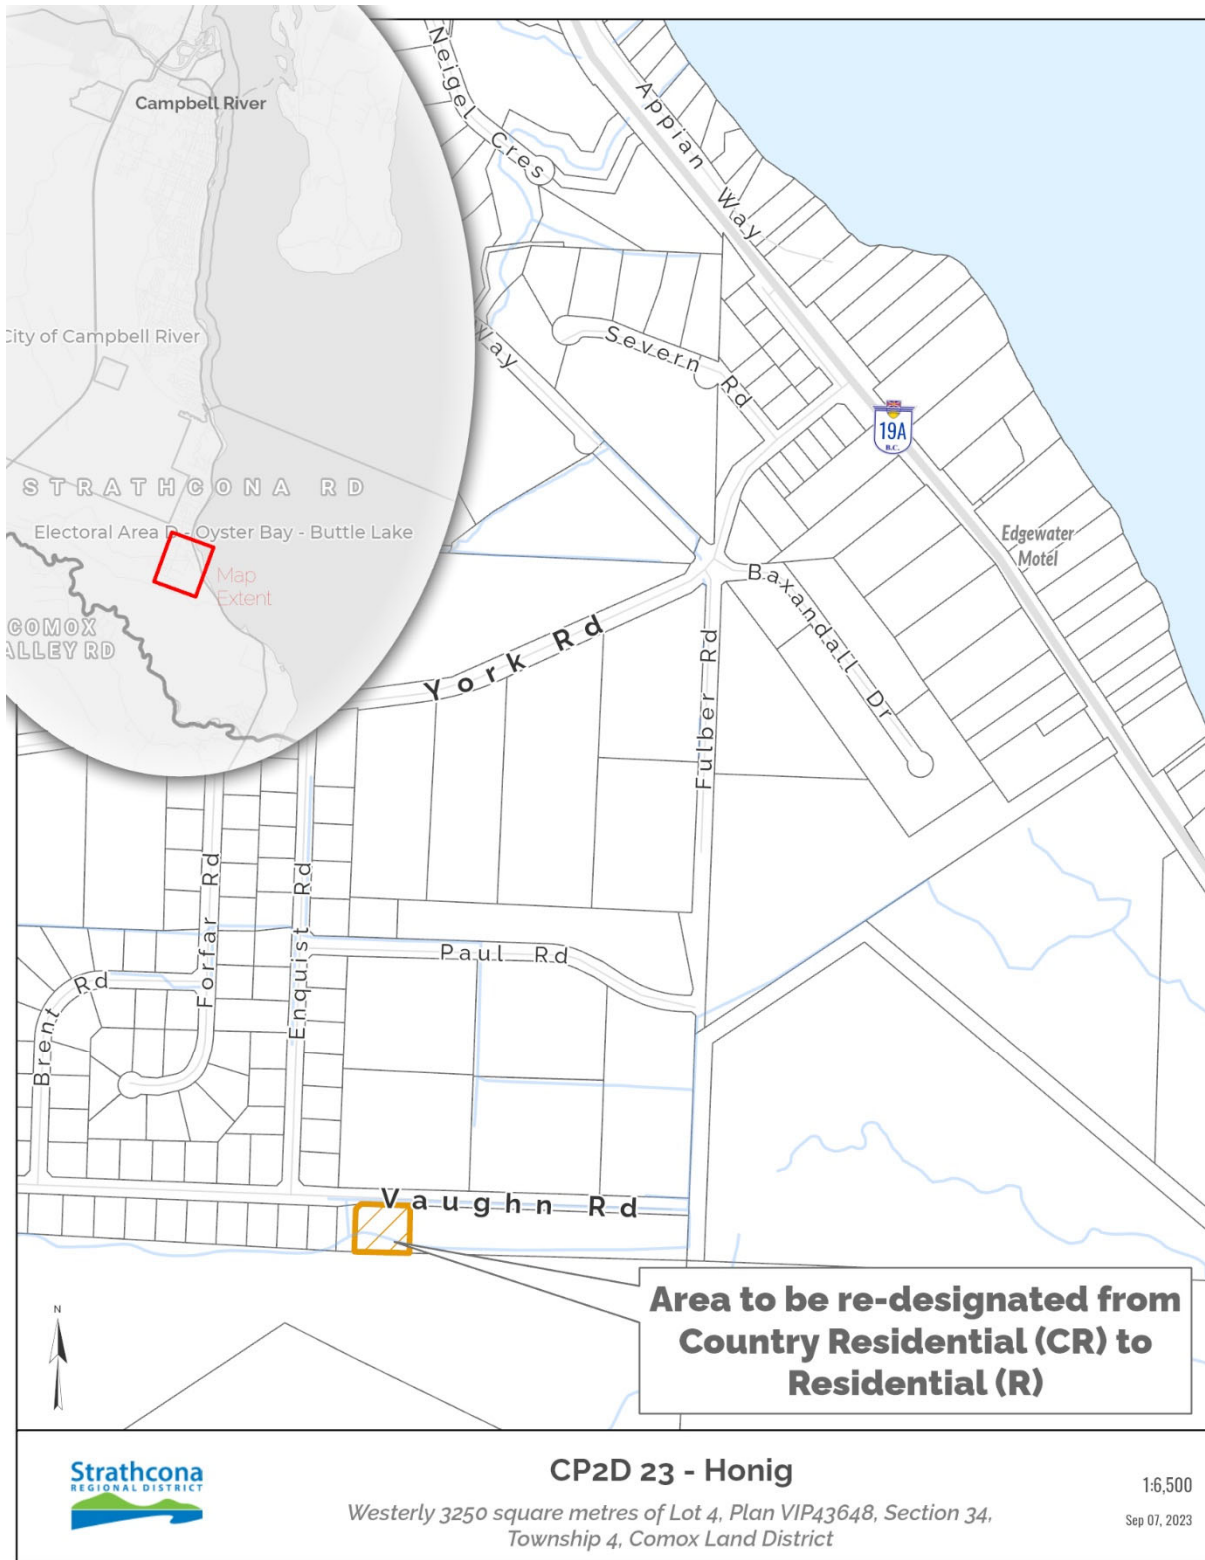 Campbell River
City of Campbell River
STRATHCONA RD
Electoral Area D - Oyster Bay - Buttle Lake
Map
Extent
COMOX
ALLEY RD
Neigel Cres
Appian Way
Way
Severn Rd
19A
B.C.
Edgewater
Motel
York Rd
Baxandall Dr
Fulber Rd
Forfar Rd
Enquist Rd
Paul Rd
Brent Rd
Vaughn Rd
Area to be re-designated from
Country Residential (CR) to
Residential (R)
N
Strathcona
REGIONAL DISTRICT
CP2D 23 - Honig
Westerly 3250 square metres of Lot 4, Plan VIP43648, Section 34,
Township 4, Comox Land District
1:6,500
Sep 07, 2023